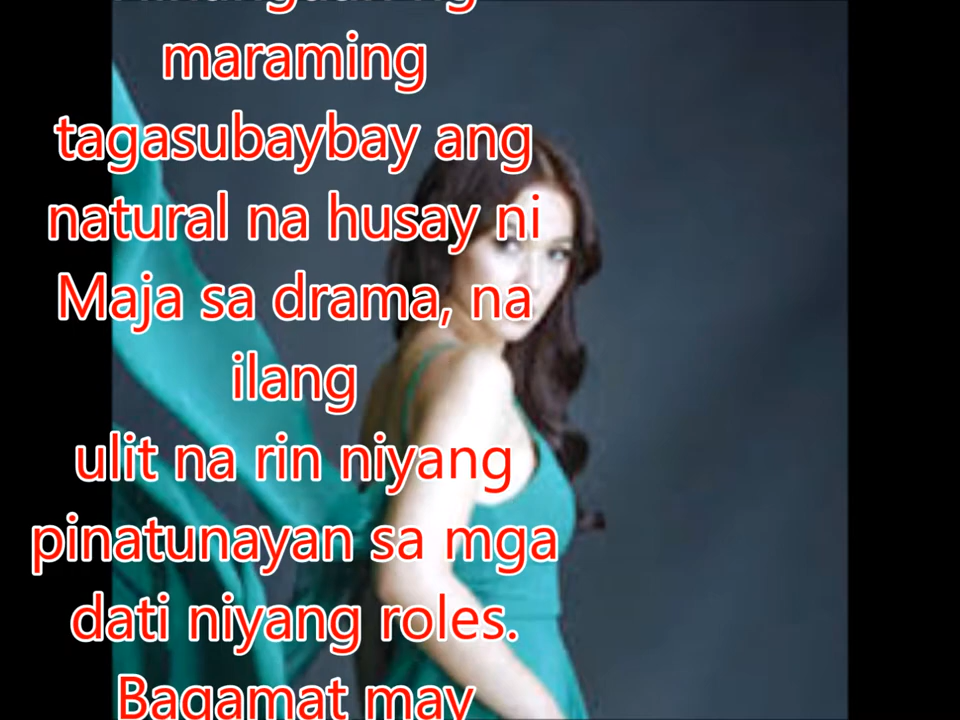 maraming
tagasubaybay ang
natural na husay ni
Maja sa drama, na
ilang
ulit na rin niyang
pinatunayan sa mga
dati niyang roles.
Bagamat may